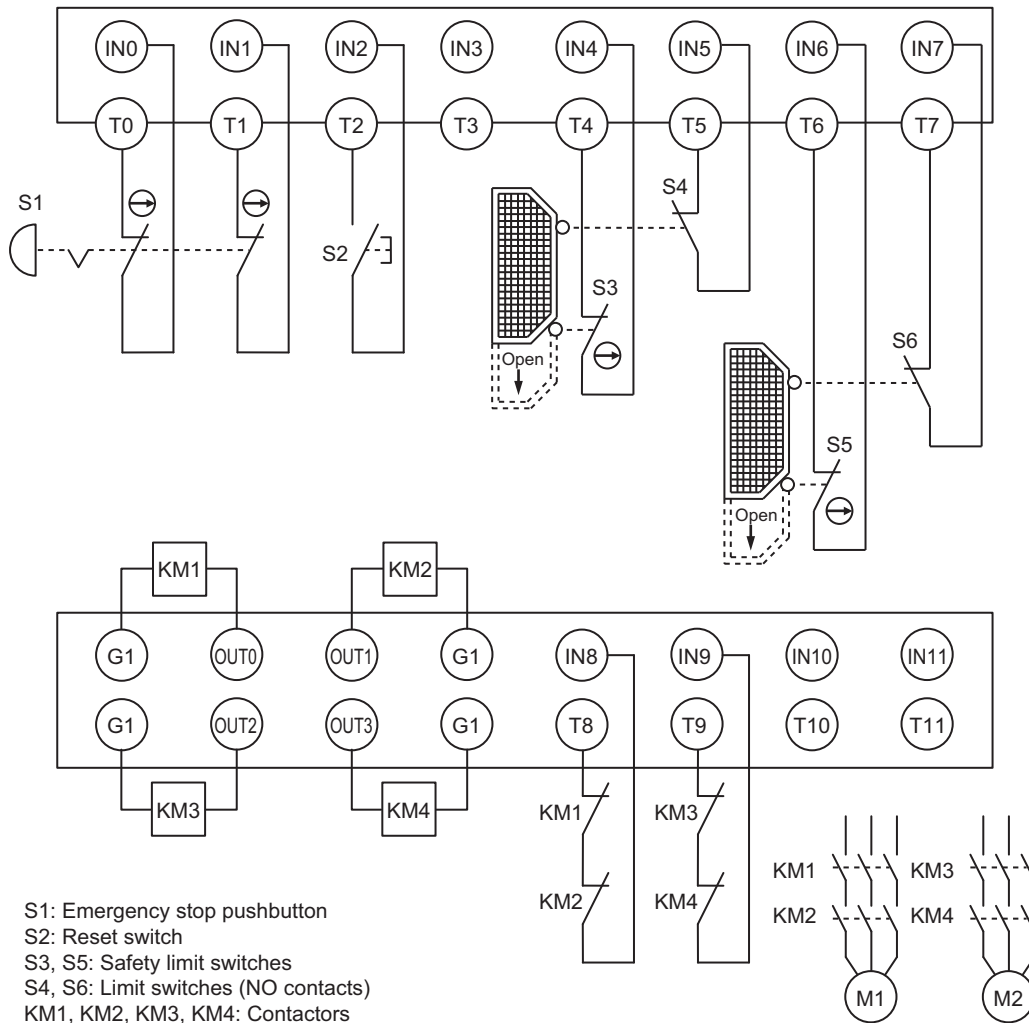 IN0 IN1 IN2 IN3 IN4 IN5 IN6 IN7
T0 T1 T2 T3 T4 T5 T6 T7
S1
S2
S4
S3
Open
S6
S5
Open
KM1 KM2
G1 OUT0 OUT1 G1 IN8 IN9 IN10 IN11
G1 OUT2 OUT3 G1 T8 T9 T10 T11
KM3 KM4
KM1 KM3
KM2 KM4
KM1 KM3
KM2 KM4
M1 M2
S1: Emergency stop pushbutton
S2: Reset switch
S3, S5: Safety limit switches
S4, S6: Limit switches (NO contacts)
KM1, KM2, KM3, KM4: Contactors